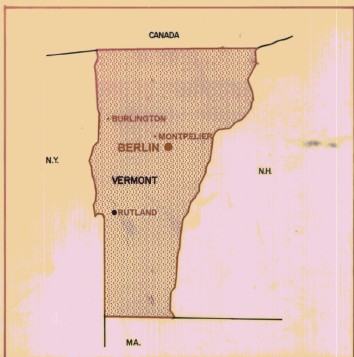 CANADA
BURLINGTON
MONTPELIER
BERLIN
N.Y.
N.H.
VERMONT
RUTLAND
MA.